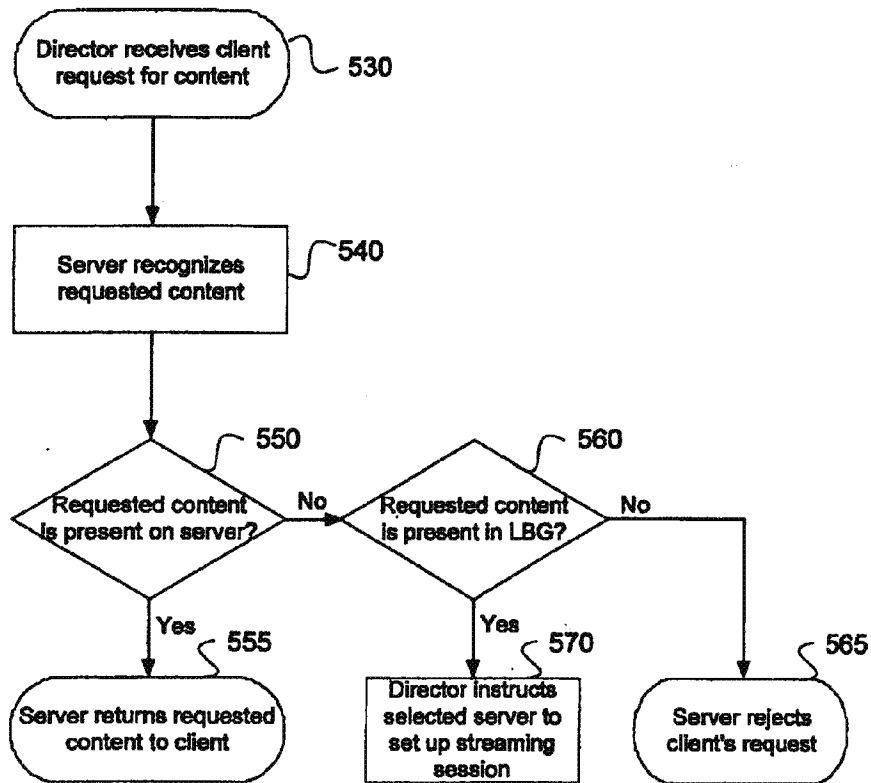 Director receives client
request for content
530
Server recognizes
requested content
540
550
560
Requested content
is present on server?
No
Requested content
is present in LBG?
No
Yes
555
Yes
570
565
Server returns requested
content to client
Director instructs
selected server to
set up streaming
session
Server rejects
client's request